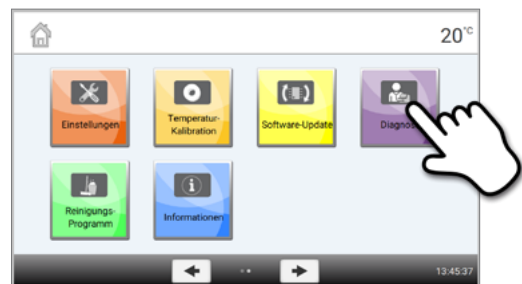 20°C
Einstellungen
Temperatur-
Kalibration
Software-Update
Reinigungs-
Programm
Informationen
13:45:37